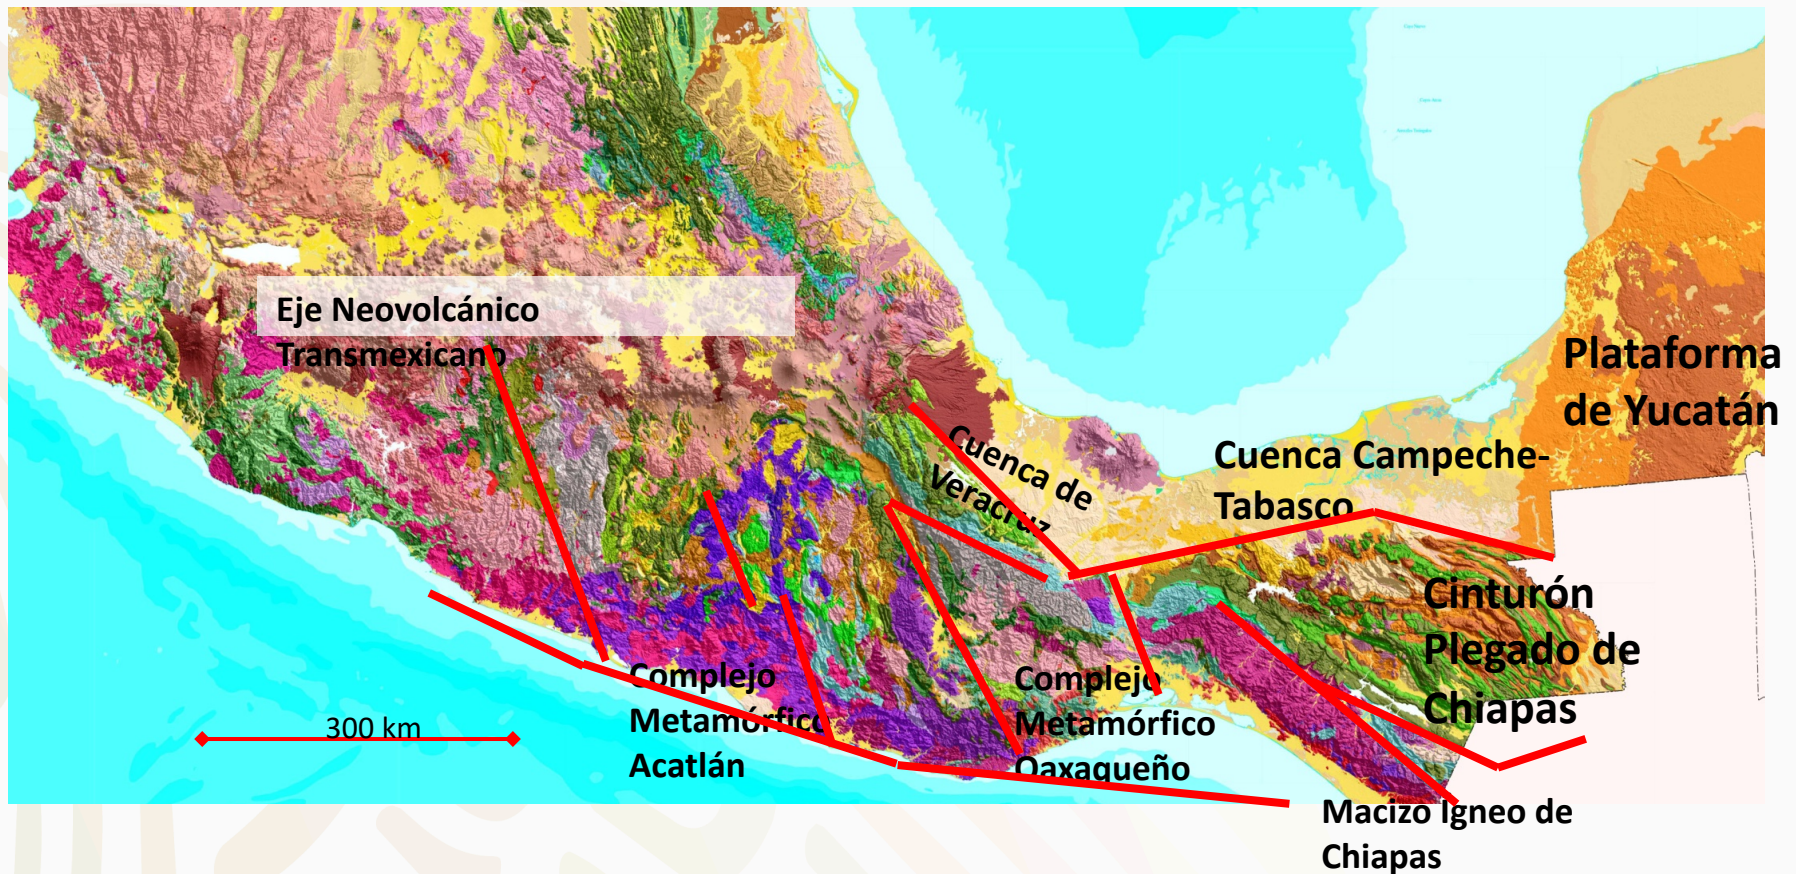 Eje Neovolcánico
Transmexicano
Plataforma
de Yucatán
Cuenca de
Veracruz
Cuenca Campeche-
Tabasco
Cinturón
Plegado de
Chiapas
Complejo
Metamórfico
Acatlán
Complejo
Metamórfico
Oaxaqueño
300 km
Macizo Igneo de
Chiapas